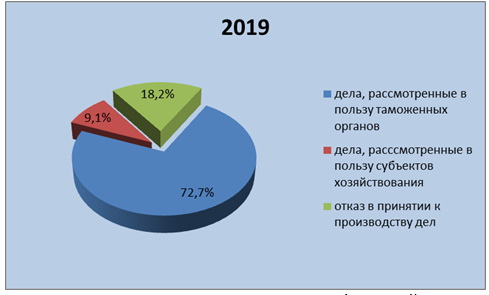 2019
18,2%
9,1%
72,7%
дела, рассмотренные в
пользу таможенных
органов
дела, расссмотренные в
пользу субъектов
хозяйствования
отказ в принятии к
производству дел